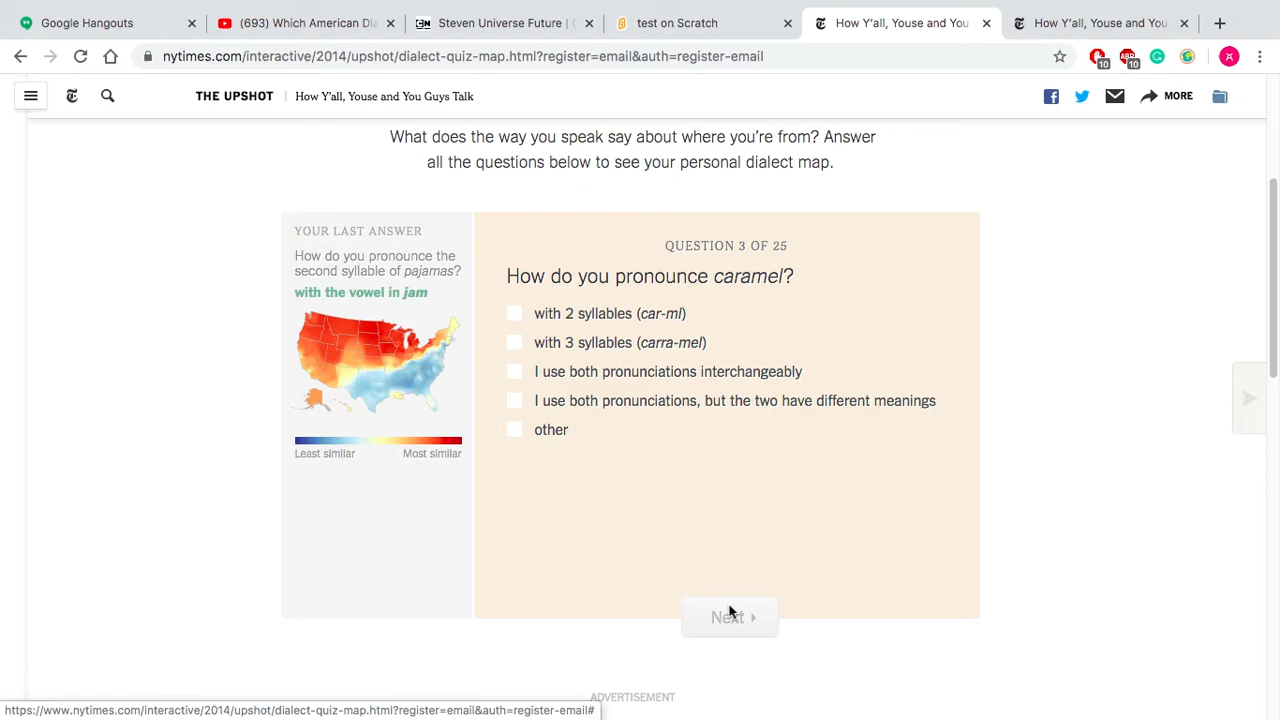 Google Hangouts
(693) Which American Dia
Steven Universe Future | C
test on Scratch
How Y'all, Youse and You
How Y'all, Youse and You
nytimes.com/interactive/2014/upshot/dialect-quiz-map.html?register=email&auth=register-email
10
10
THE UPSHOT | How Y'all, Youse and You Guys Talk
MORE
What does the way you speak say about where you're from? Answer
all the questions below to see your personal dialect map.
YOUR LAST ANSWER
How do you pronounce the
second syllable of pajamas?
with the vowel in jam
Least similar
Most similar
QUESTION 3 OF 25
How do you pronounce caramel?
with 2 syllables (car-ml)
with 3 syllables (carra-mel)
I use both pronunciations interchangeably
I use both pronunciations, but the two have different meanings
other
Next
ADVERTISEMENT
https://www.nytimes.com/interactive/2014/upshot/dialect-quiz-map.html?register=email&auth=register-email#